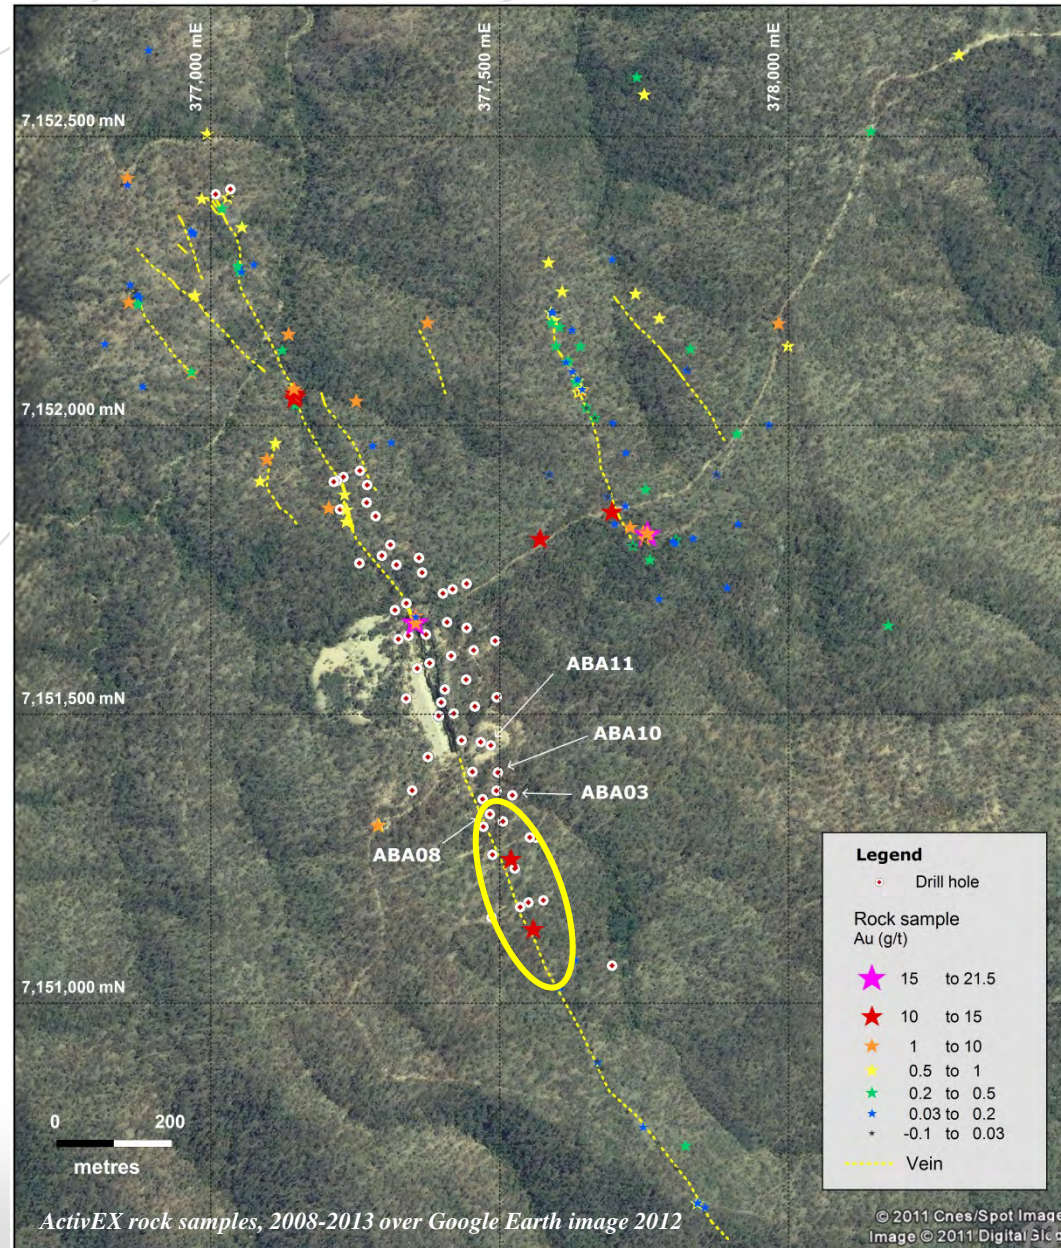 377,000 mE
377,500 mE
378,000 mE
7,152,500 mN
7,152,000 mN
7,151,500 mN
7,151,000 mN
ABA11
ABA10
ABA03
ABA08
Legend
Drill hole
Rock sample
Au (g/t)
15 to 21.5
10 to 15
1 to 10
0.5 to 1
0.2 to 0.5
0.03 to 0.2
-0.1 to 0.03
Vein
0 200
metres
ActivEX rock samples, 2008-2013 over Google Earth image 2012
© 2011 Cnes/Spot Image
Image © 2011 Digital